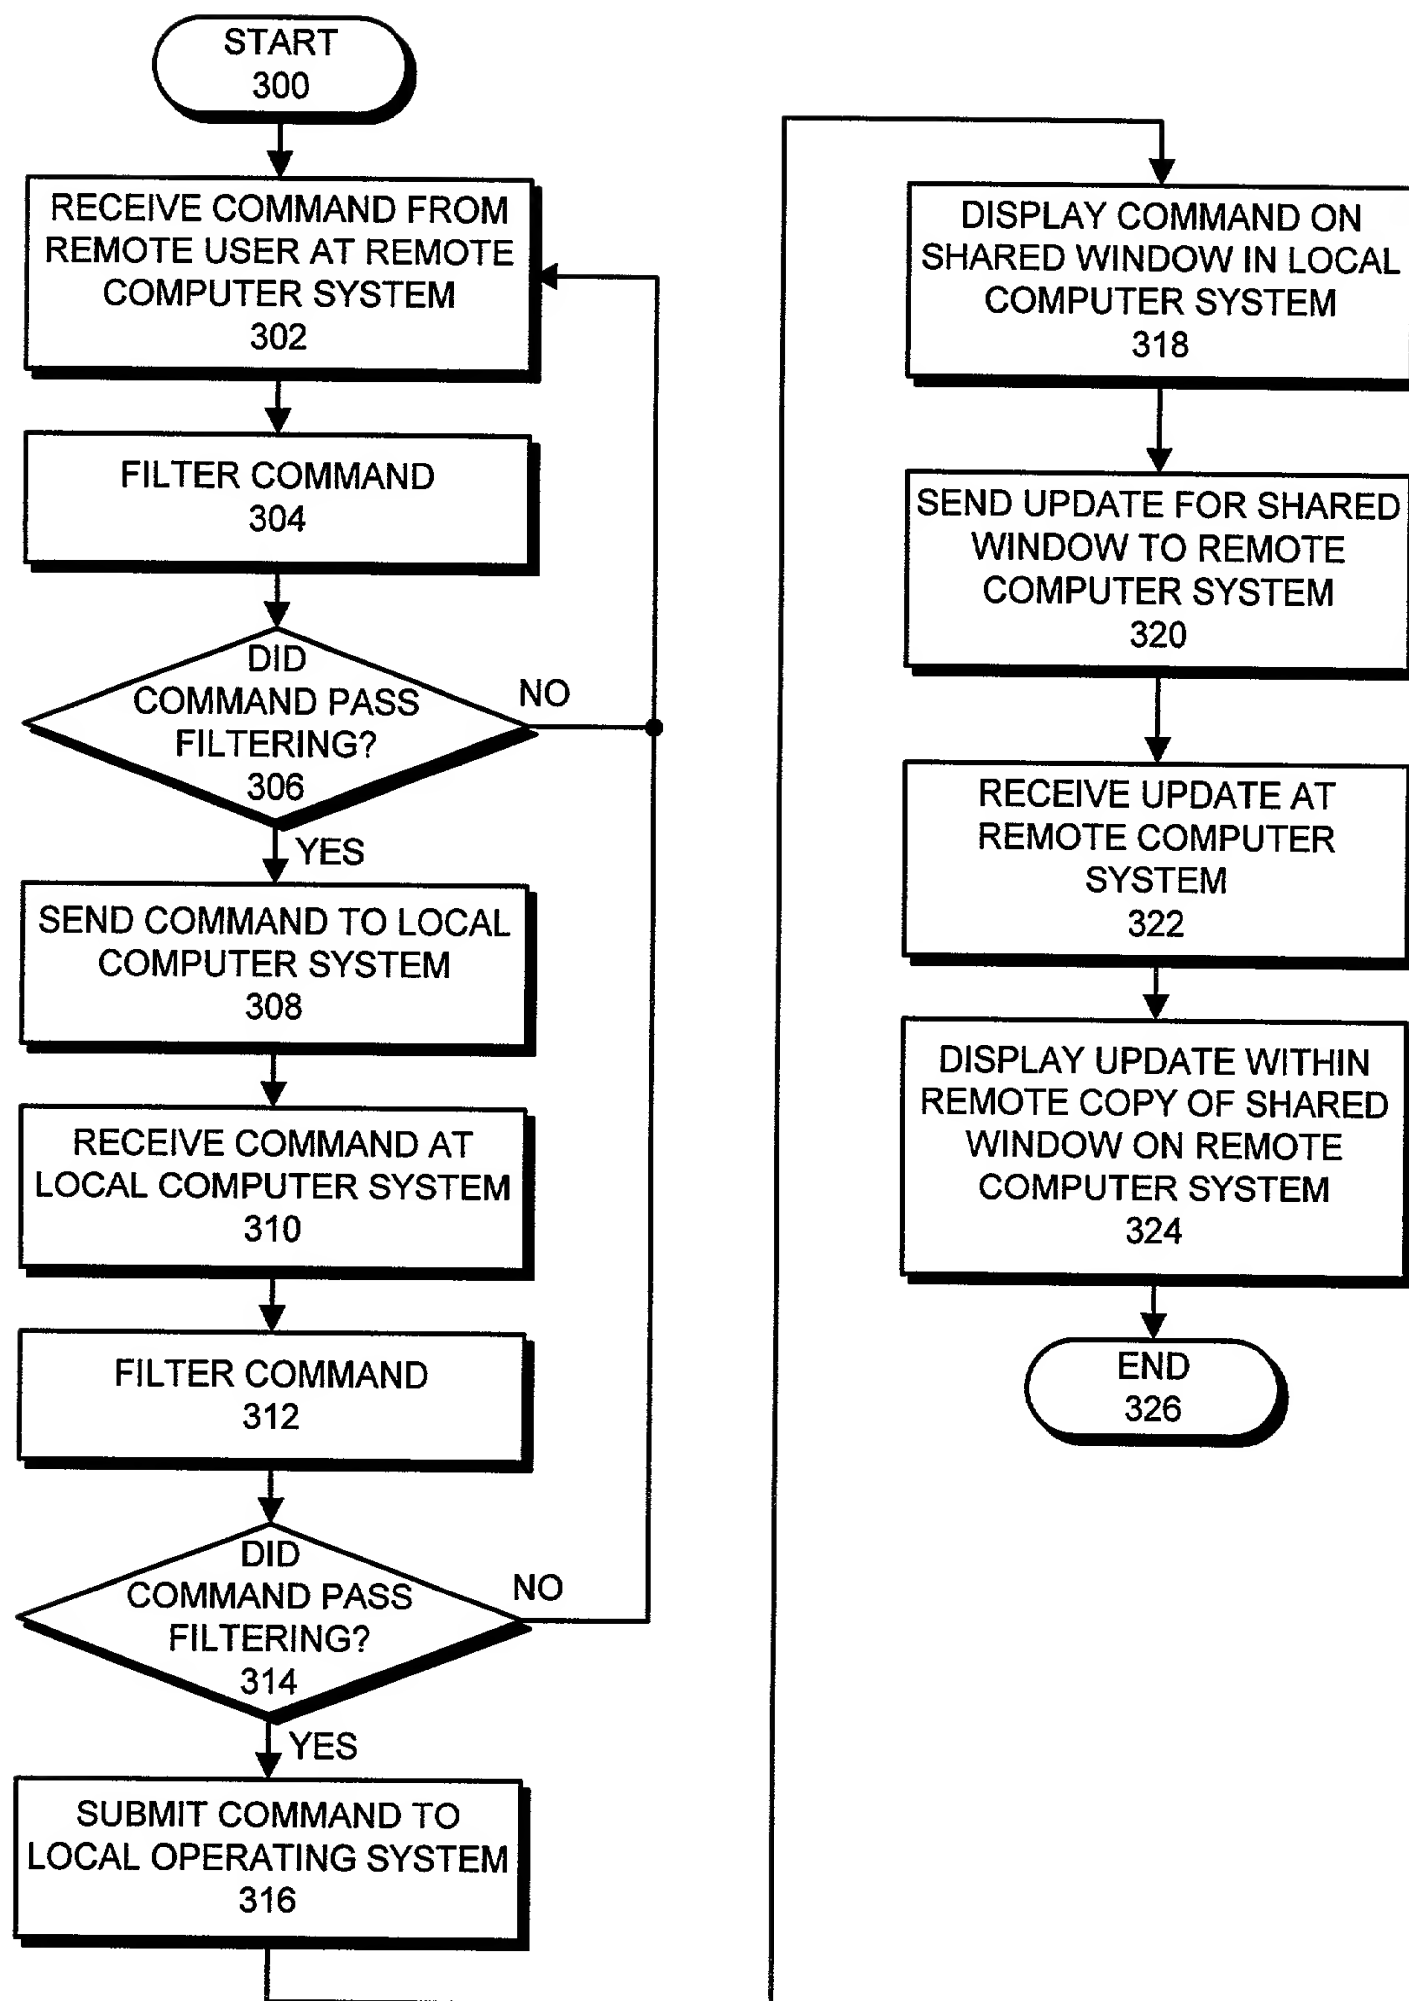 START
300
RECEIVE COMMAND FROM
REMOTE USER AT REMOTE
COMPUTER SYSTEM
302
FILTER COMMAND
304
DID
COMMAND PASS
FILTERING?
306
NO
YES
SEND COMMAND TO LOCAL
COMPUTER SYSTEM
308
RECEIVE COMMAND AT
LOCAL COMPUTER SYSTEM
310
FILTER COMMAND
312
DID
COMMAND PASS
FILTERING?
314
NO
YES
SUBMIT COMMAND TO
LOCAL OPERATING SYSTEM
316
DISPLAY COMMAND ON
SHARED WINDOW IN LOCAL
COMPUTER SYSTEM
318
SEND UPDATE FOR SHARED
WINDOW TO REMOTE
COMPUTER SYSTEM
320
RECEIVE UPDATE AT
REMOTE COMPUTER
SYSTEM
322
DISPLAY UPDATE WITHIN
REMOTE COPY OF SHARED
WINDOW ON REMOTE
COMPUTER SYSTEM
324
END
326